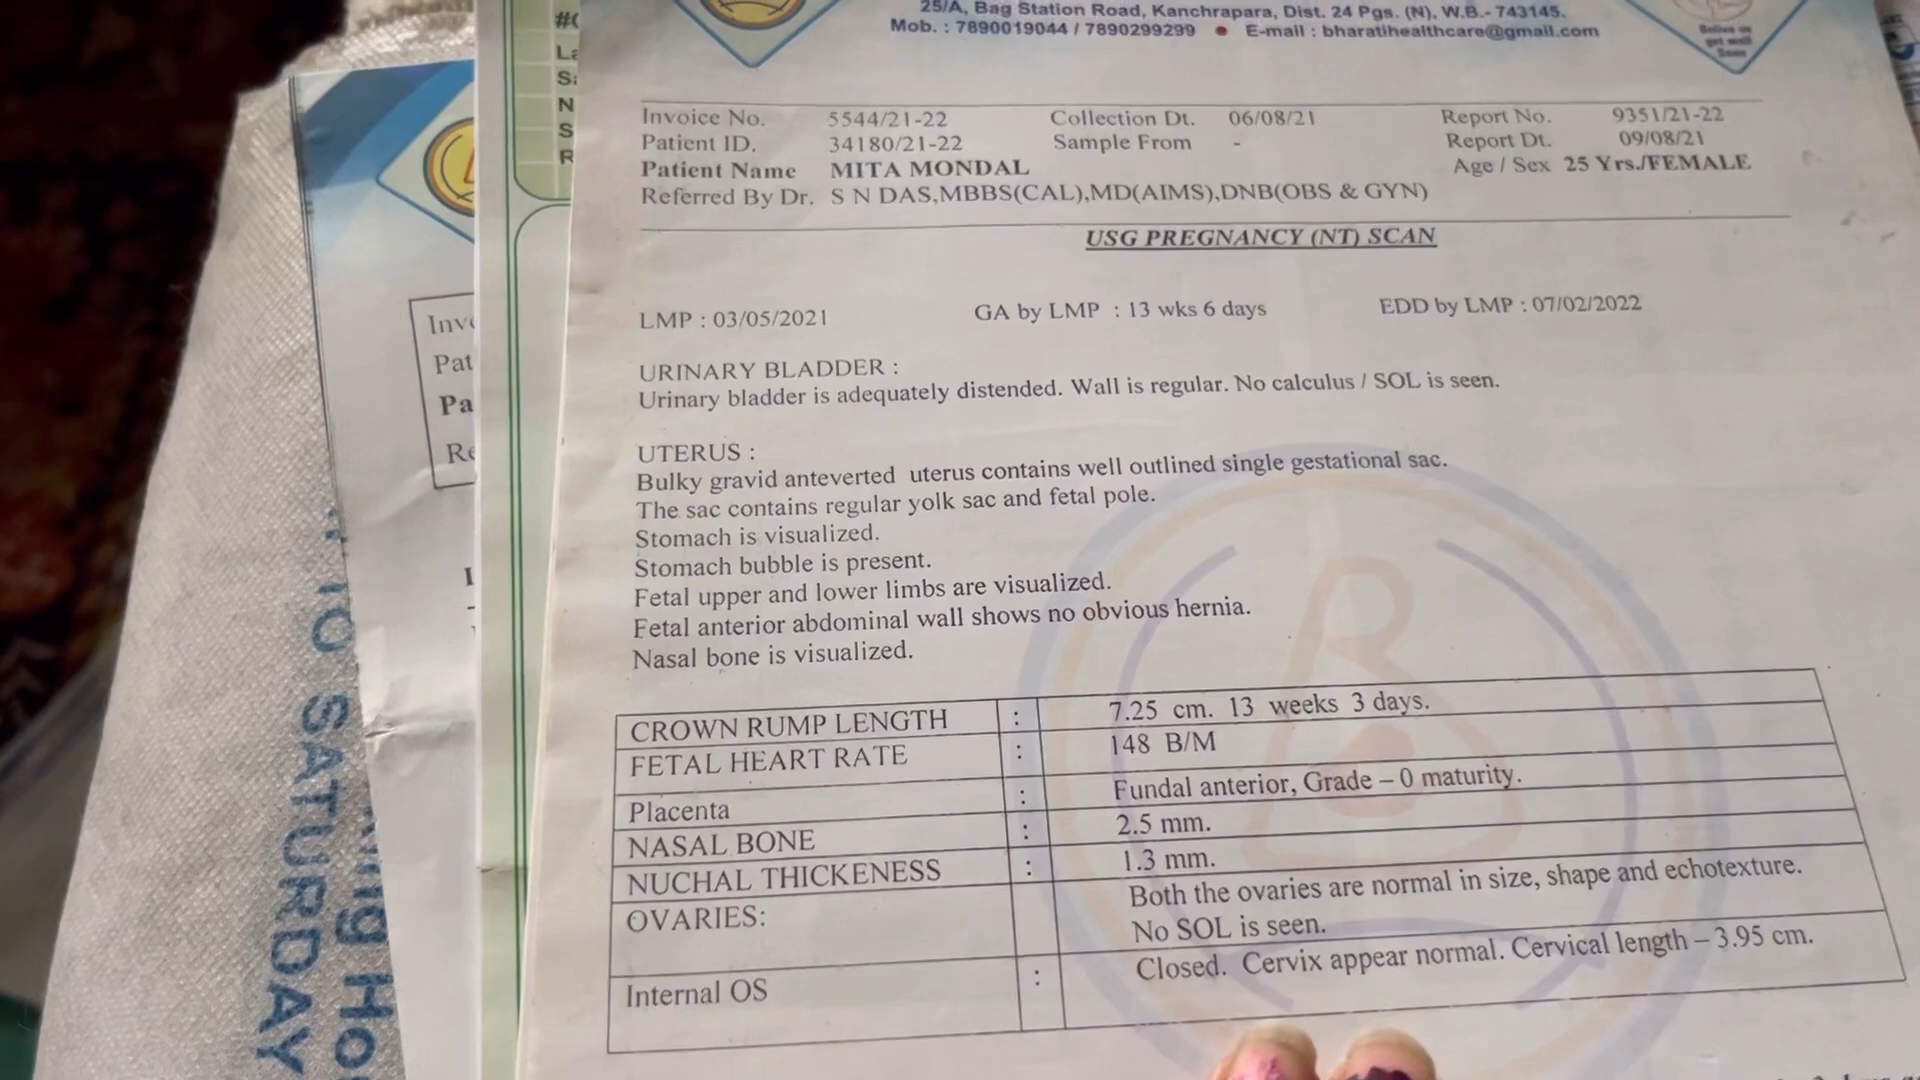 25/A, Bag Station Road, Kanchrapara, Dist. 24 Pgs. (N), W.B.- 743145.
Mob. : 7890019044 / 7890299299 ● E-mail : bharatihealthcare@gmail.com
get well
Soon
Invoice No. 5544/21-22 Collection Dt. 06/08/21 Report No. 9351/21-22
Patient ID. 34180/21-22 Sample From - Report Dt. 09/08/21
Patient Name MITA MONDAL Age / Sex 25 Yrs./FEMALE
Referred By Dr. S N DAS,MBBS(CAL),MD(AIMS),DNB(OBS & GYN)
USG PREGNANCY (NT) SCAN
LMP : 03/05/2021 GA by LMP : 13 wks 6 days EDD by LMP : 07/02/2022
URINARY BLADDER :
Urinary bladder is adequately distended. Wall is regular. No calculus / SOL is seen.
UTERUS :
Bulky gravid anteverted uterus contains well outlined single gestational sac.
The sac contains regular yolk sac and fetal pole.
Stomach is visualized.
Stomach bubble is present.
Fetal upper and lower limbs are visualized.
Fetal anterior abdominal wall shows no obvious hernia.
Nasal bone is visualized.
CROWN RUMP LENGTH : 7.25 cm. 13 weeks 3 days.
FETAL HEART RATE : 148 B/M
Placenta : Fundal anterior, Grade – 0 maturity.
NASAL BONE : 2.5 mm.
NUCHAL THICKENESS : 1.3 mm.
OVARIES: Both the ovaries are normal in size, shape and echotexture.
No SOL is seen.
Internal OS : Closed. Cervix appear normal. Cervical length – 3.95 cm.
Inv
Pat
Pa
Re
TO SATURDAY